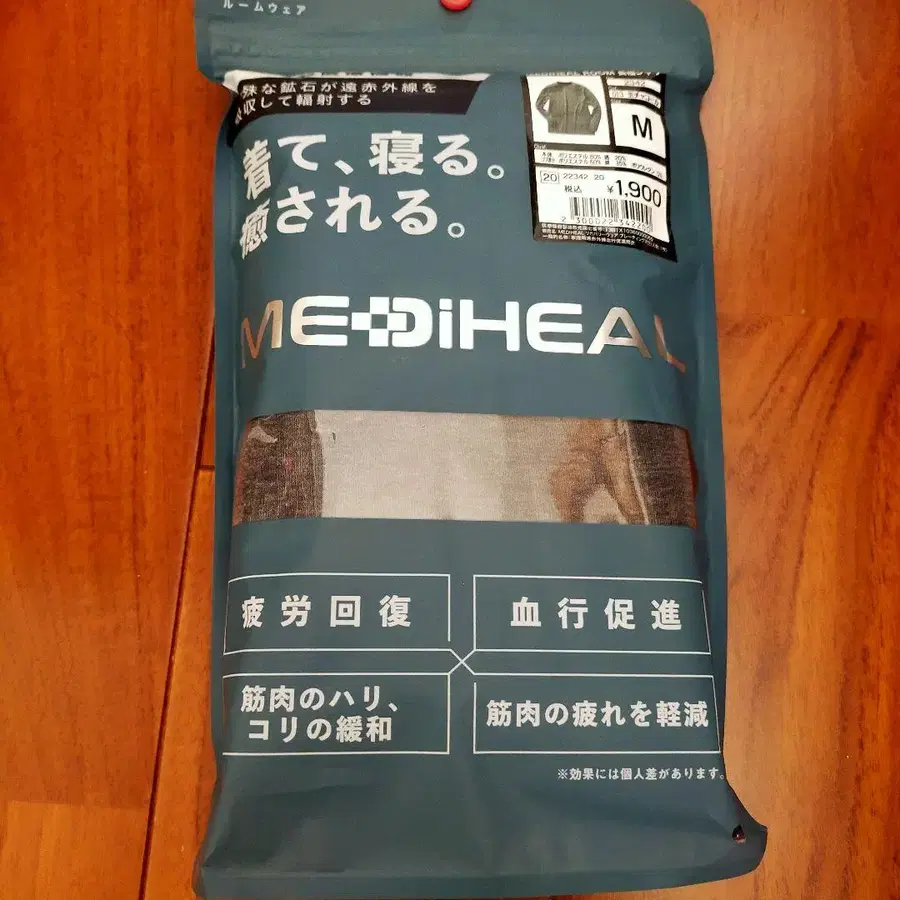 ルームウェア
殊な鉱石が遠赤外線を
吸収して輻射する
着て、寝る。
癒される。
M
20 22342 20
税込 ¥1,900
MEDiHEAL
疲労回復
血行促進
筋肉のハリ、
コリの緩和
筋肉の疲れを軽減
※効果には個人差があります。